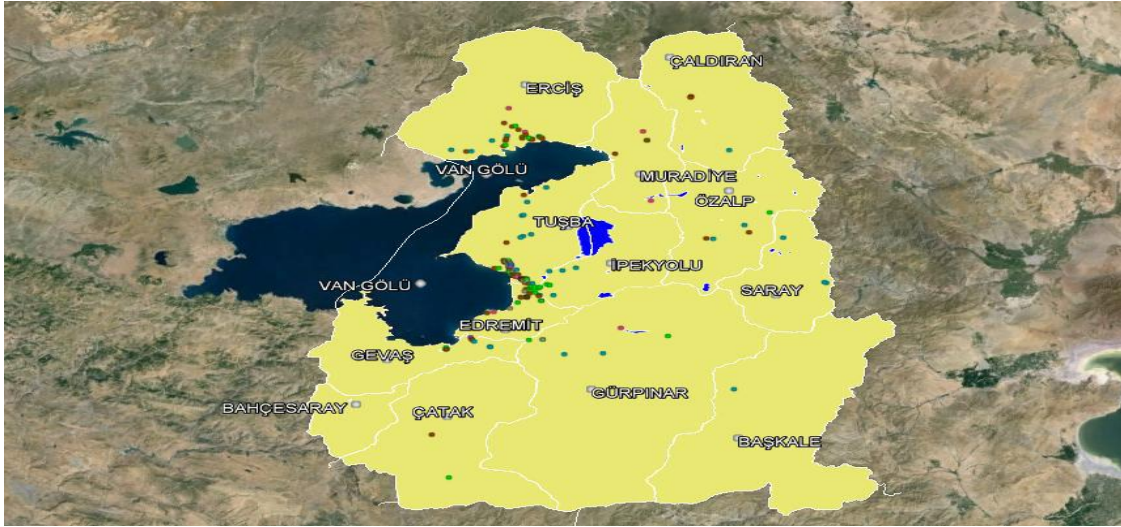 ÇALDIRAN
ERCİŞ
VAN GÖLÜ
MURADİYE
ÖZALP
TUŞBA
İPEKYOLU
VAN GÖLÜ
SARAY
EDREMİT
GEVAŞ
GÜRPINAR
BAHÇESARAY
ÇATAK
BAŞKALE